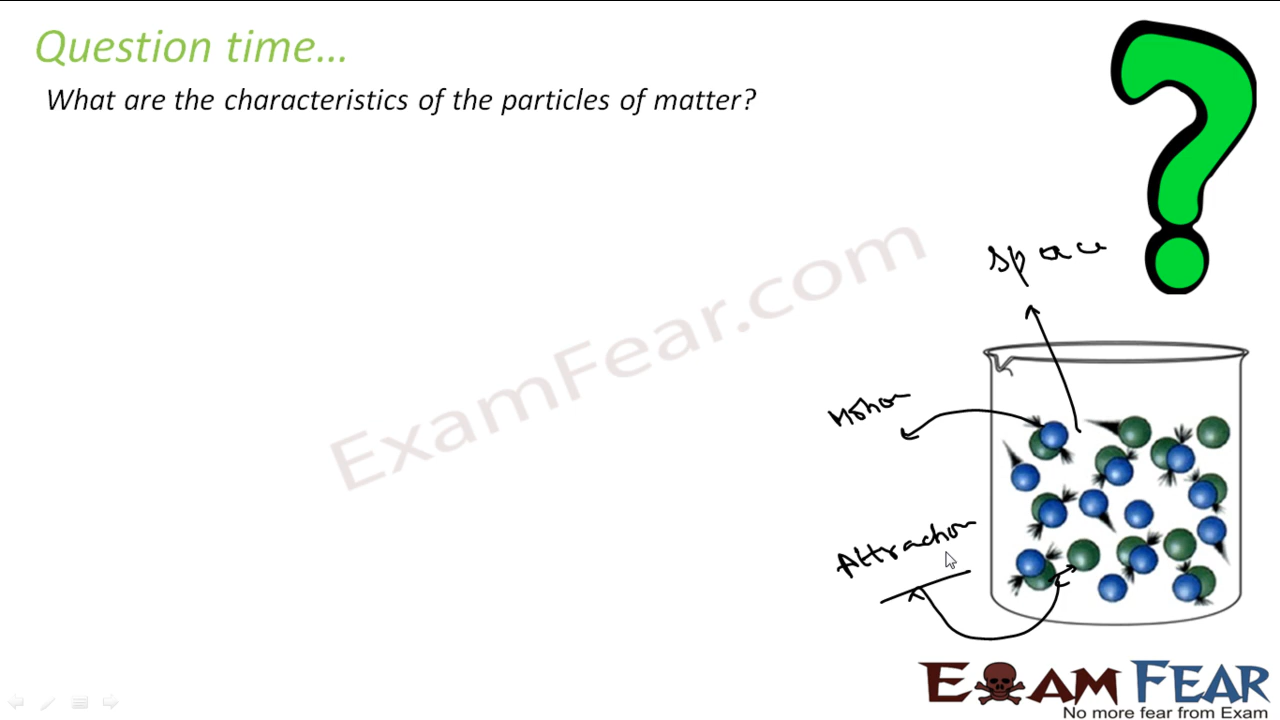 Question time...
What are the characteristics of the particles of matter?
Space
Motion
Attraction
ExamFear.com
EXAM FEAR
No more fear from Exam